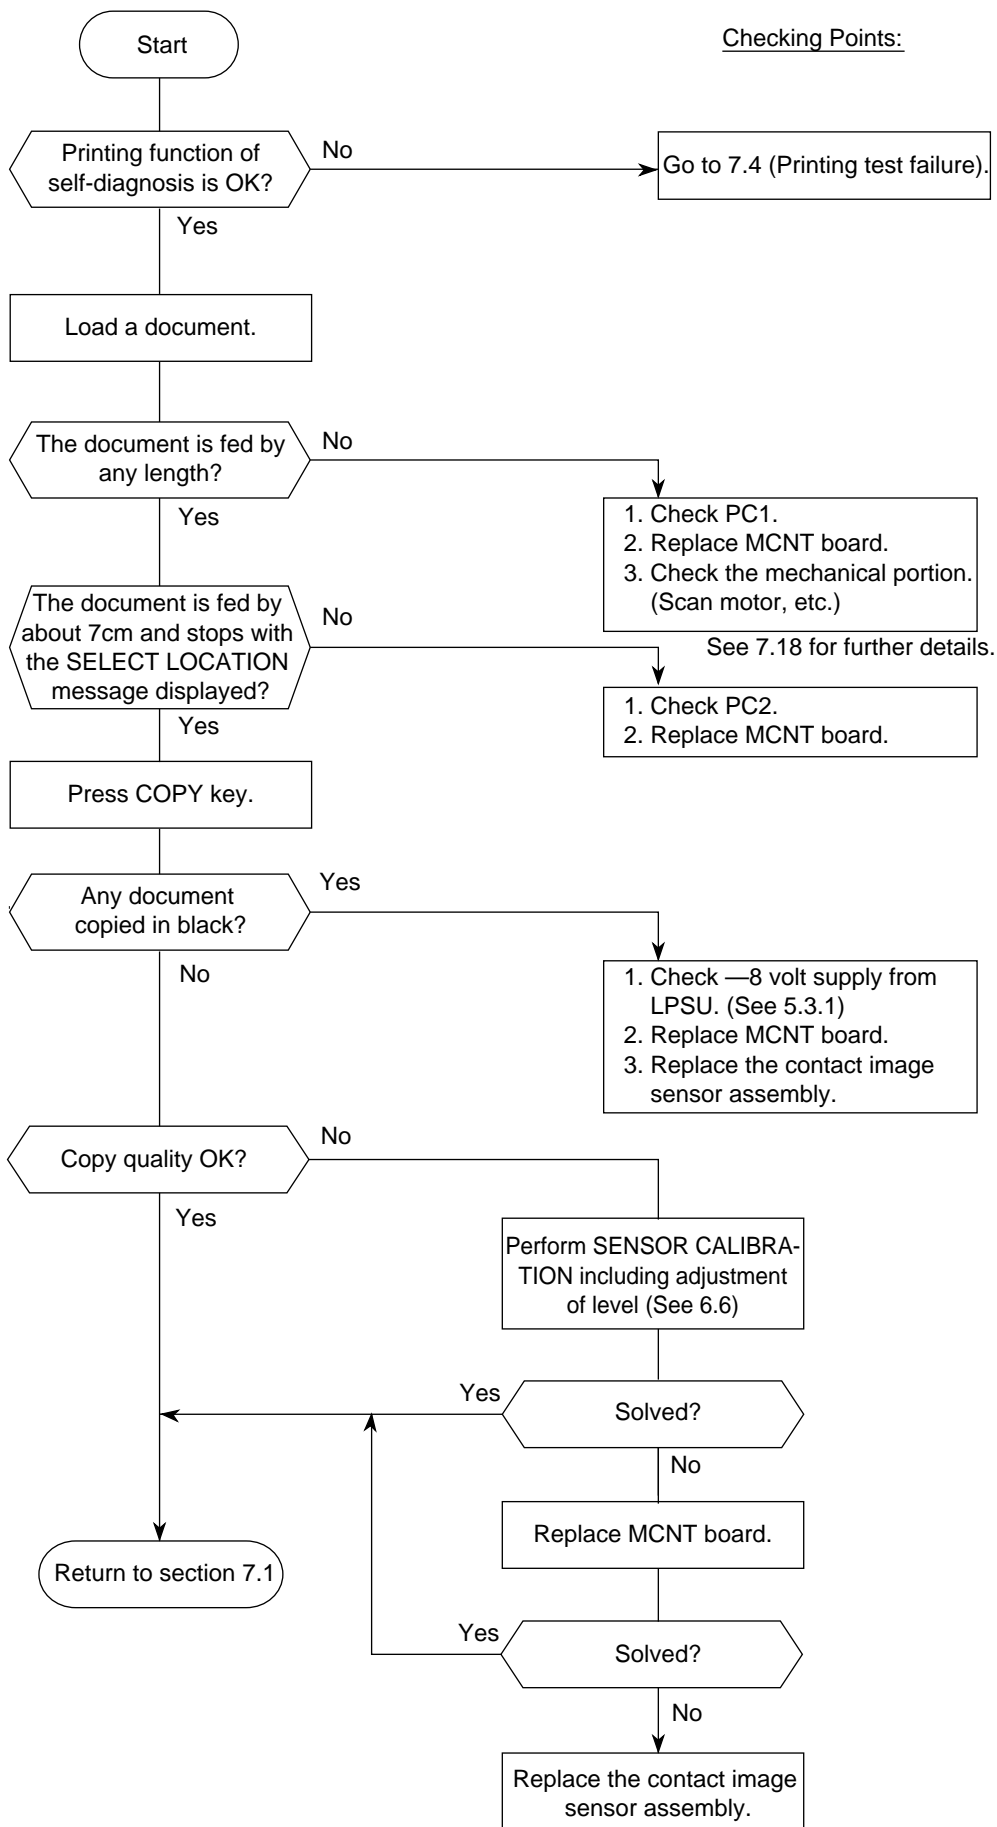 Start
Checking Points:
Printing function of
self-diagnosis is OK?
No
Go to 7.4 (Printing test failure).
Yes
Load a document.
The document is fed by
any length?
No
Yes
1. Check PC1.
2. Replace MCNT board.
3. Check the mechanical portion.
(Scan motor, etc.)
See 7.18 for further details.
The document is fed by
about 7cm and stops with
the SELECT LOCATION
message displayed?
No
Yes
1. Check PC2.
2. Replace MCNT board.
Press COPY key.
Any document
copied in black?
Yes
No
1. Check —8 volt supply from
LPSU. (See 5.3.1)
2. Replace MCNT board.
3. Replace the contact image
sensor assembly.
Copy quality OK?
No
Yes
Perform SENSOR CALIBRA-
TION including adjustment
of level (See 6.6)
Yes
Solved?
No
Replace MCNT board.
Return to section 7.1
Yes
Solved?
No
Replace the contact image
sensor assembly.